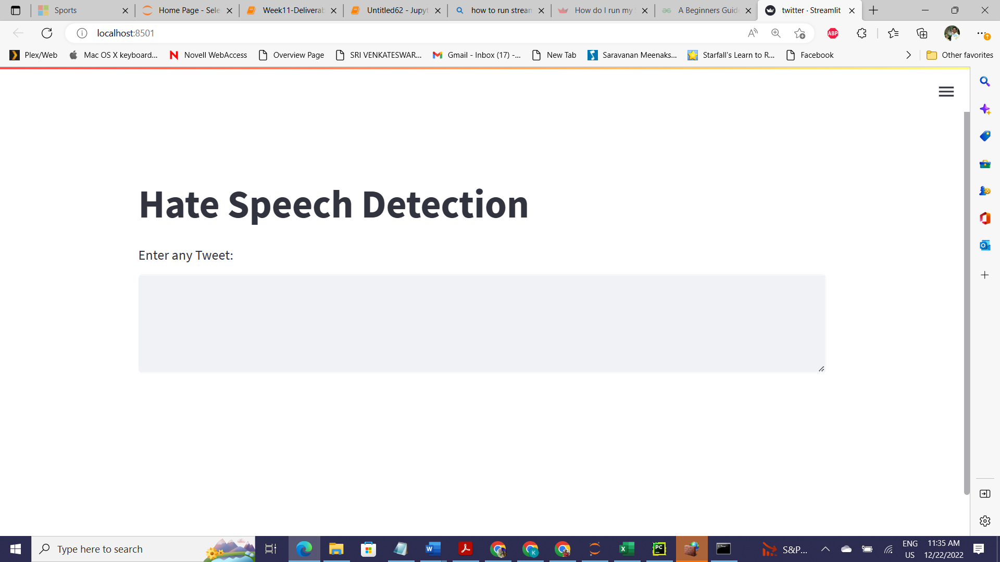 Sports
Home Page - Sele
Week11-Deliverab
Untitled62 - Jupyt
how to run strean
How do I run my
A Beginners Guid
twitter · Streamlit
localhost:8501
A
ABP
Plex/Web
Mac OS X keyboard...
Novell WebAccess
Overview Page
SRI VENKATESWAR...
Gmail - Inbox (17) -...
New Tab
Saravanan Meenaks...
Starfall's Learn to R...
Facebook
Other favorites
Hate Speech Detection
Enter any Tweet:
Type here to search
S&P...
ENG
US
11:35 AM
12/22/2022